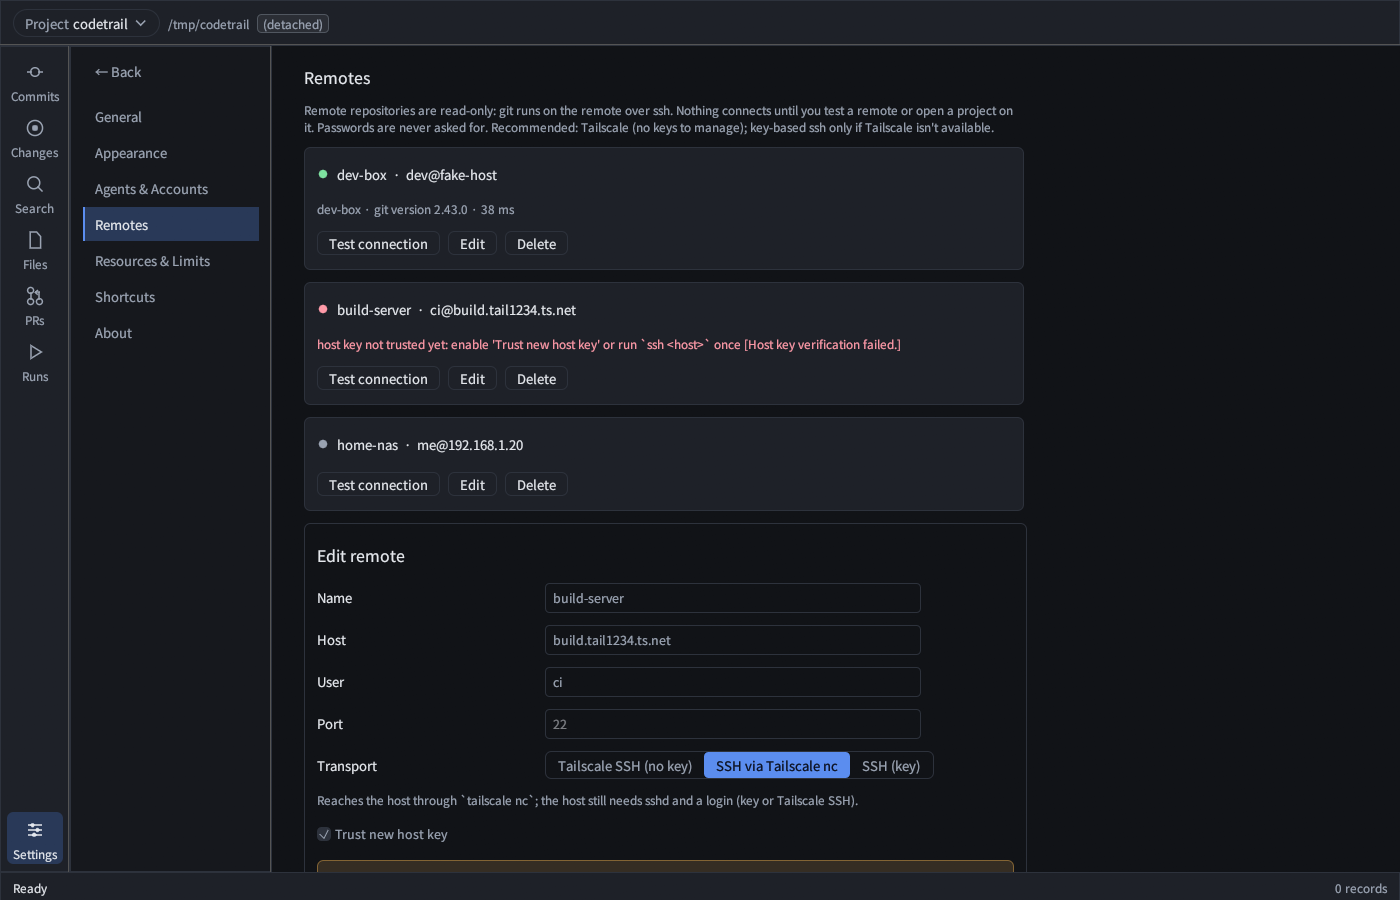 Project codetrail /tmp/codetrail (detached)
Commits
Changes
Search
Files
PRs
Runs
Settings
← Back
General
Appearance
Agents & Accounts
Remotes
Resources & Limits
Shortcuts
About
Remotes
Remote repositories are read-only: git runs on the remote over ssh. Nothing connects until you test a remote or open a project on
it. Passwords are never asked for. Recommended: Tailscale (no keys to manage); key-based ssh only if Tailscale isn't available.
dev-box · dev@fake-host
dev-box · git version 2.43.0 · 38 ms
Test connection Edit Delete
build-server · ci@build.tail1234.ts.net
host key not trusted yet: enable 'Trust new host key' or run `ssh <host>` once [Host key verification failed.]
Test connection Edit Delete
home-nas · me@192.168.1.20
Test connection Edit Delete
Edit remote
Name build-server
Host build.tail1234.ts.net
User ci
Port 22
Transport Tailscale SSH (no key) SSH via Tailscale nc SSH (key)
Reaches the host through `tailscale nc`; the host still needs sshd and a login (key or Tailscale SSH).
Trust new host key
Ready 0 records